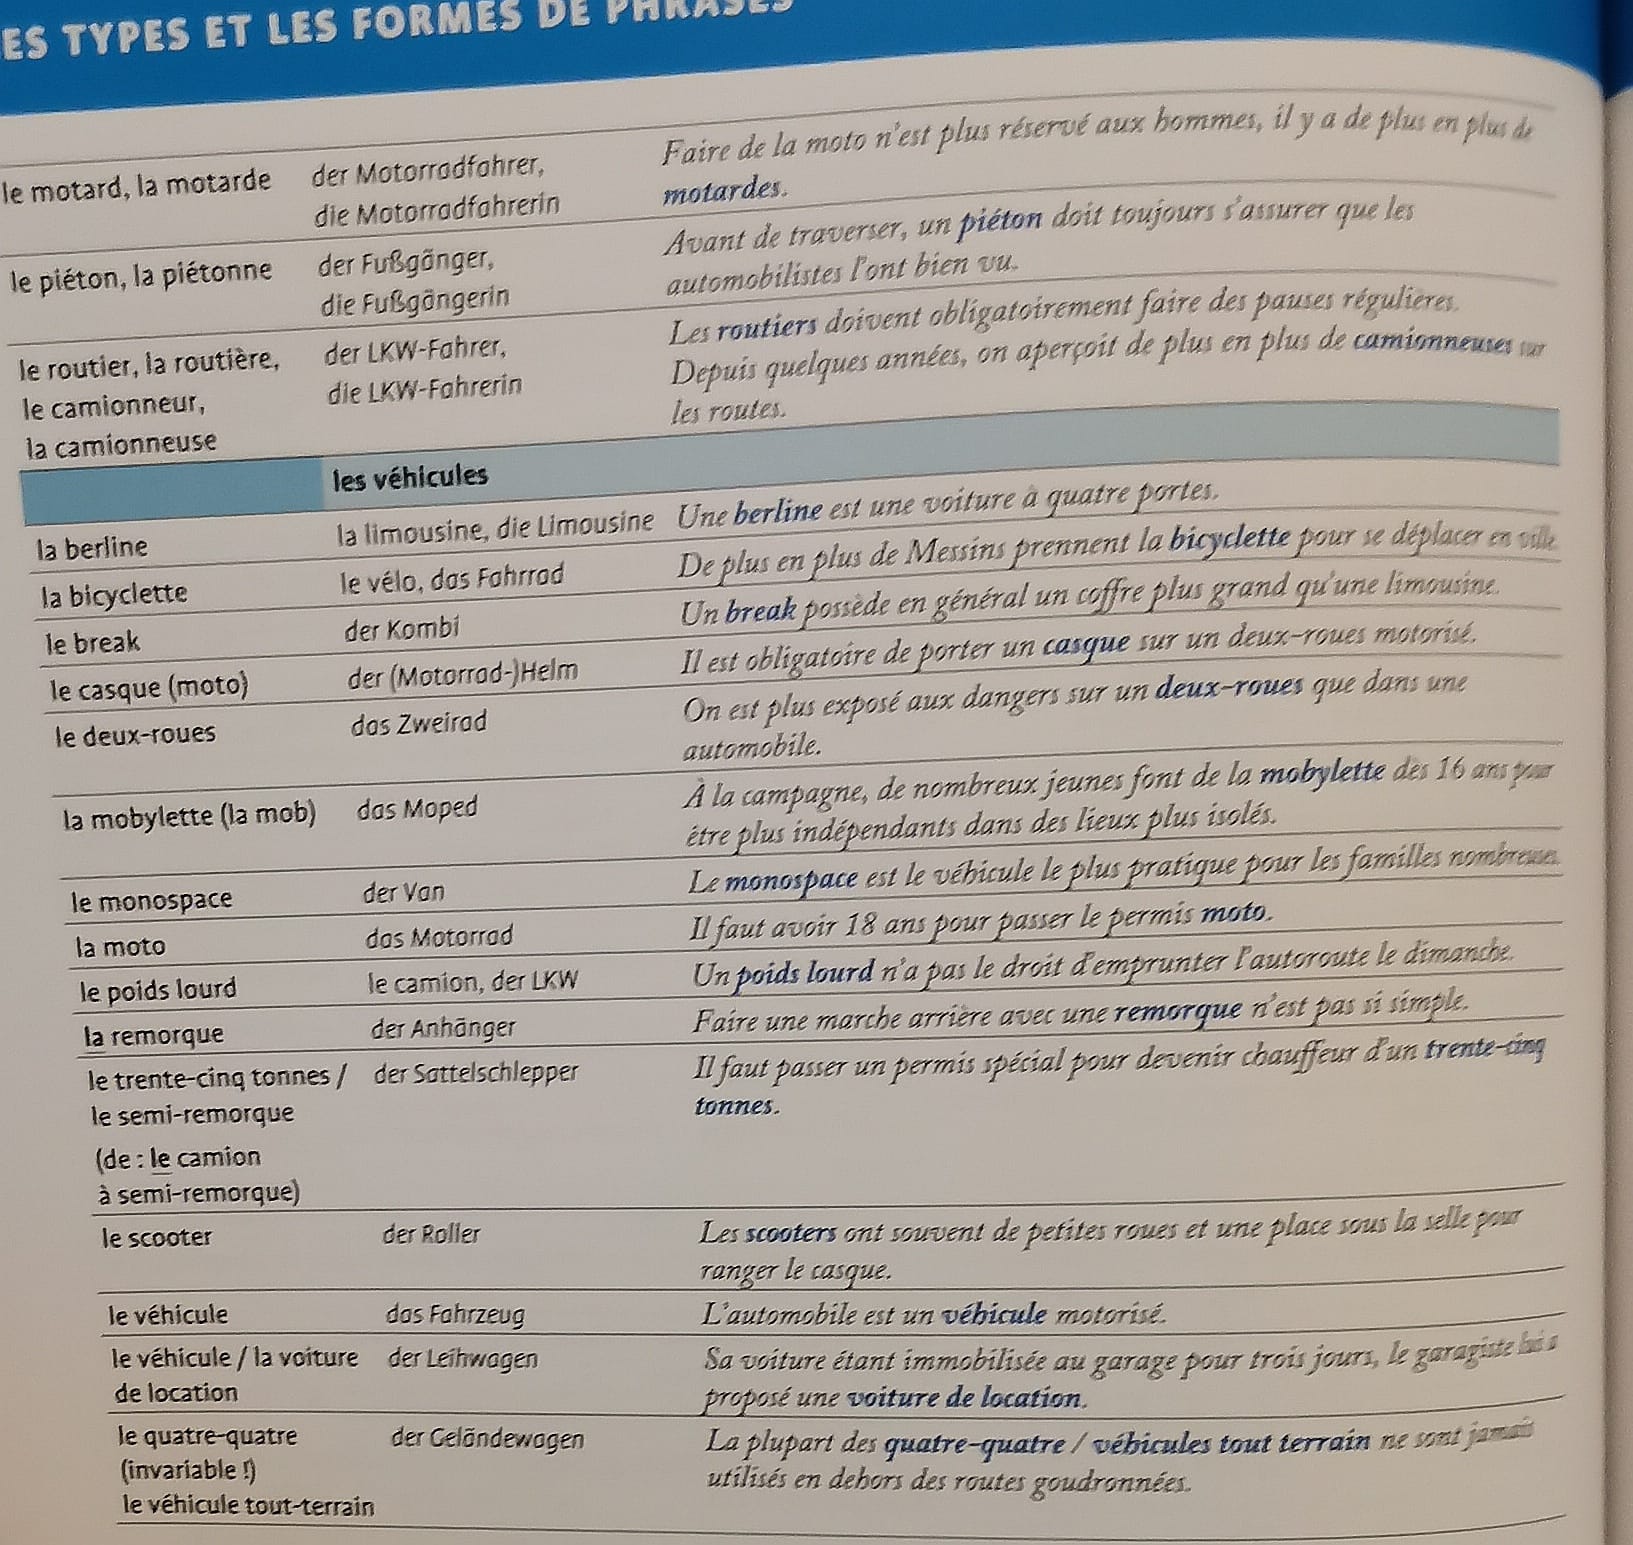 ES TYPES ET LES FORMES DE PHRASES
le motard, la motarde
der Motorradfahrer,
die Motorradfahrerin
Faire de la moto n'est plus réservé aux hommes, il y a de plus en plus de
motardes.
le piéton, la piétonne
der Fußgänger,
die Fußgängerin
Avant de traverser, un piéton doit toujours s'assurer que les
automobilistes l'ont bien vu.
le routier, la routière,
le camionneur,
la camionneuse
der LKW-Fahrer,
die LKW-Fahrerin
Les routiers doivent obligatoirement faire des pauses régulières.
Depuis quelques années, on aperçoit de plus en plus de camionneuses sur
les routes.
les véhicules
la berline
la limousine, die Limousine
Une berline est une voiture à quatre portes.
la bicyclette
le vélo, das Fahrrad
De plus en plus de Messins prennent la bicyclette pour se déplacer en ville.
le break
der Kombi
Un break possède en général un coffre plus grand qu'une limousine.
le casque (moto)
der (Motorrad-)Helm
Il est obligatoire de porter un casque sur un deux-roues motorisé.
le deux-roues
das Zweirad
On est plus exposé aux dangers sur un deux-roues que dans une
automobile.
la mobylette (la mob)
das Moped
À la campagne, de nombreux jeunes font de la mobylette dès 16 ans pour
être plus indépendants dans des lieux plus isolés.
le monospace
der Van
Le monospace est le véhicule le plus pratique pour les familles nombreuses.
la moto
das Motorrad
Il faut avoir 18 ans pour passer le permis moto.
le poids lourd
le camion, der LKW
Un poids lourd n'a pas le droit d'emprunter l'autoroute le dimanche.
la remorque
der Anhänger
Faire une marche arrière avec une remorque n'est pas si simple.
le trente-cinq tonnes /
le semi-remorque
(de : le camion
à semi-remorque)
der Sattelschlepper
Il faut passer un permis spécial pour devenir chauffeur d'un trente-cinq
tonnes.
le scooter
der Roller
Les scooters ont souvent de petites roues et une place sous la selle pour
ranger le casque.
le véhicule
das Fahrzeug
L'automobile est un véhicule motorisé.
le véhicule / la voiture
de location
der Leihwagen
Sa voiture étant immobilisée au garage pour trois jours, le garagiste lui a
proposé une voiture de location.
le quatre-quatre
(invariable !)
le véhicule tout-terrain
der Geländewagen
La plupart des quatre-quatre / véhicules tout terrain ne sont jamais
utilisés en dehors des routes goudronnées.